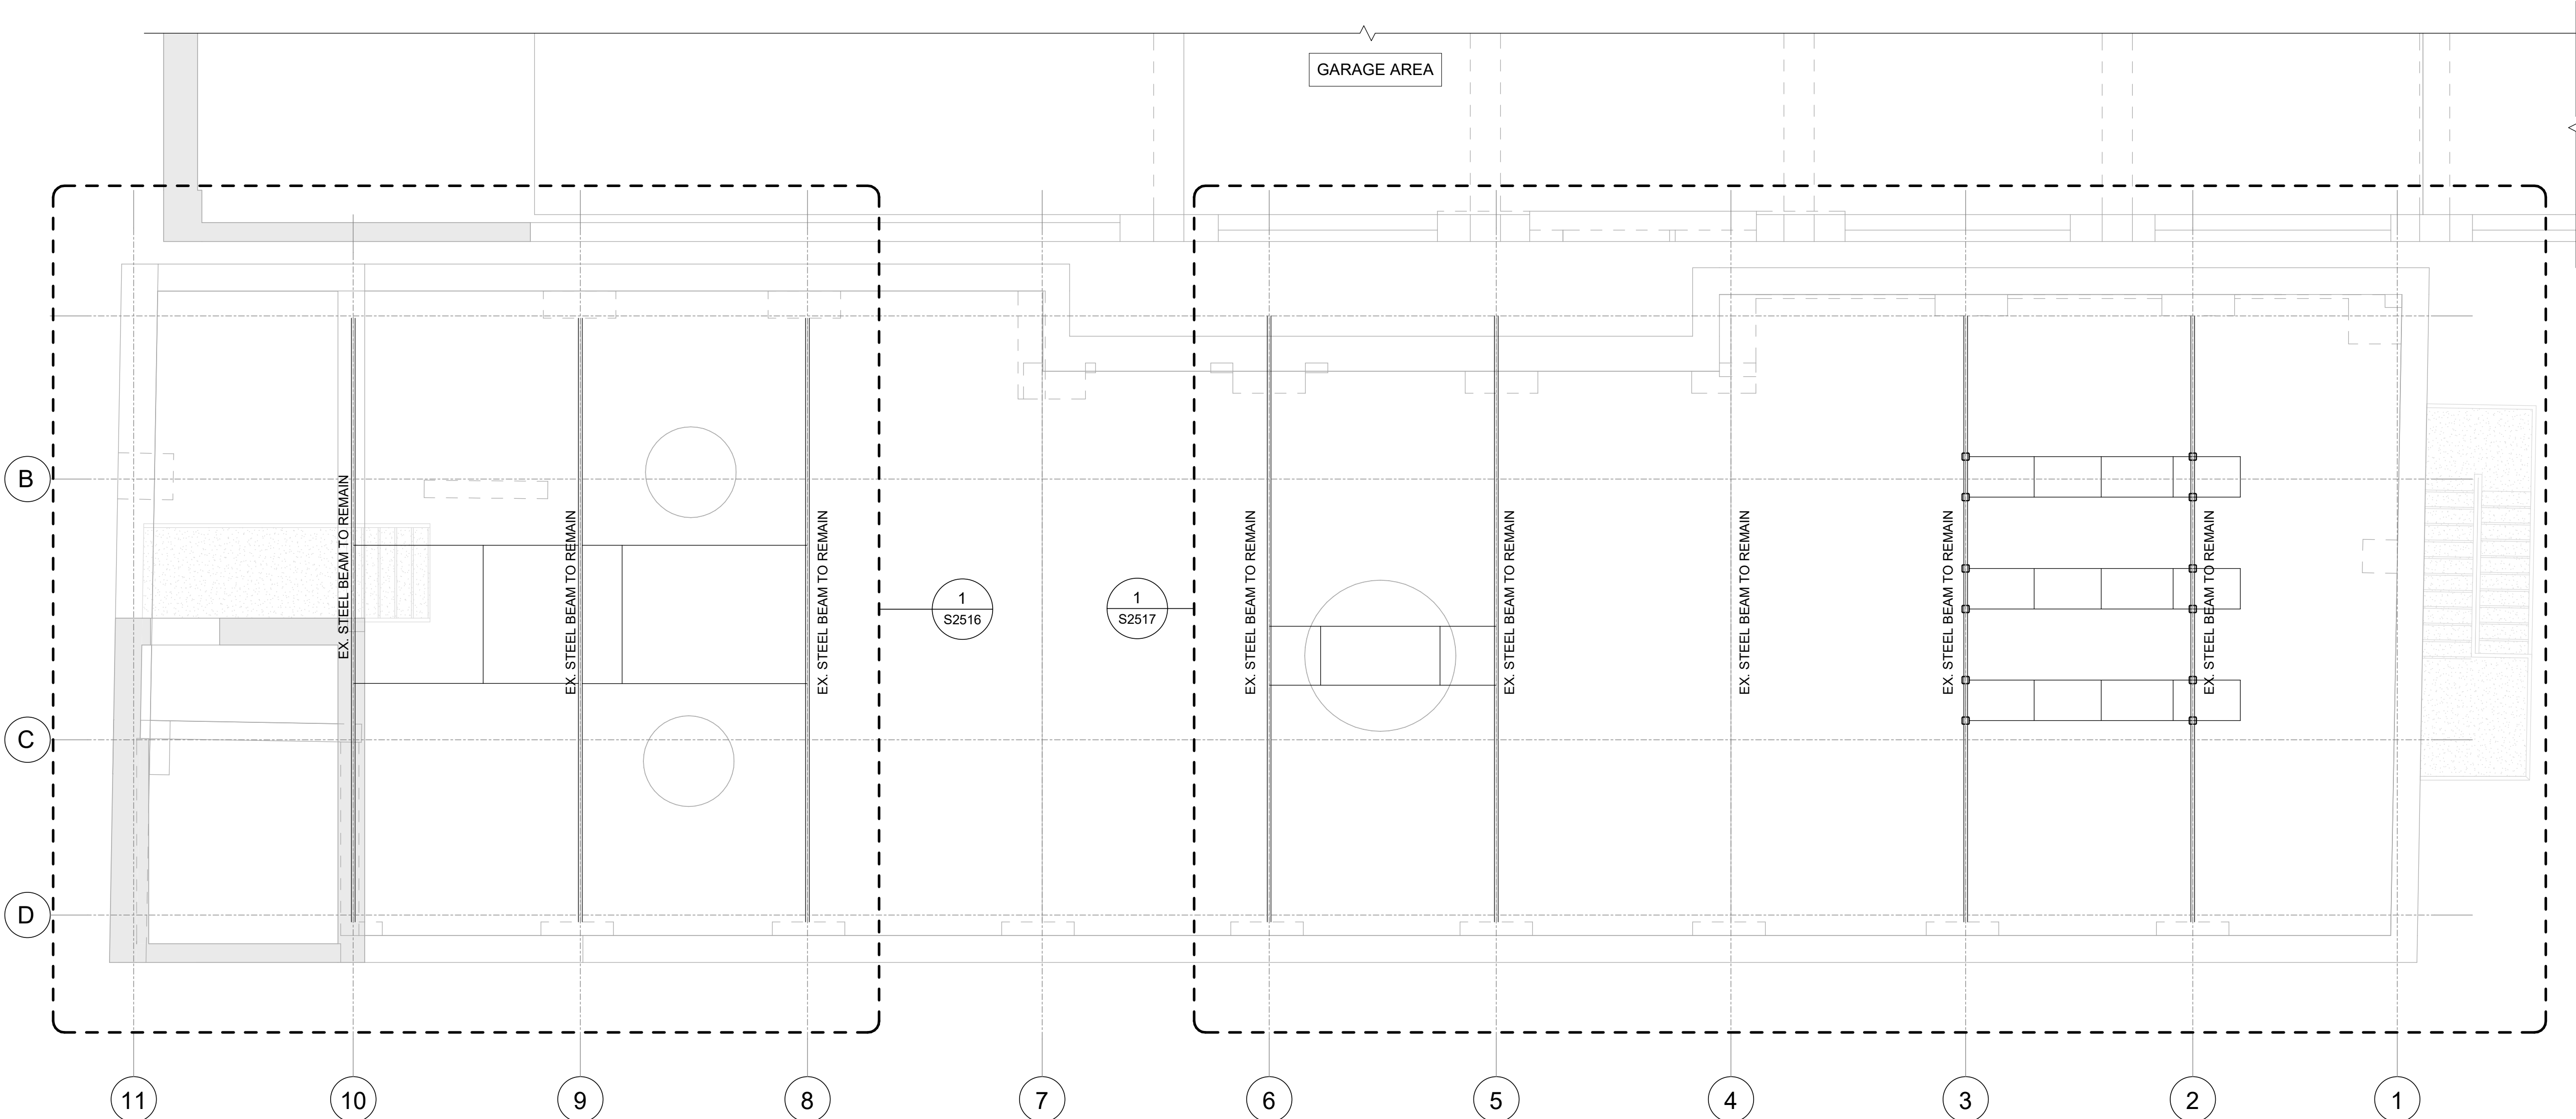 GARAGE AREA
B
C
D
EX. STEEL BEAM TO REMAIN
EX. STEEL BEAM TO REMAIN
EX. STEEL BEAM TO REMAIN
1
S2516
1
S2517
EX. STEEL BEAM TO REMAIN
EX. STEEL BEAM TO REMAIN
EX. STEEL BEAM TO REMAIN
EX. STEEL BEAM TO REMAIN
EX. STEEL BEAM TO REMAIN
11
10
9
8
7
6
5
4
3
2
1